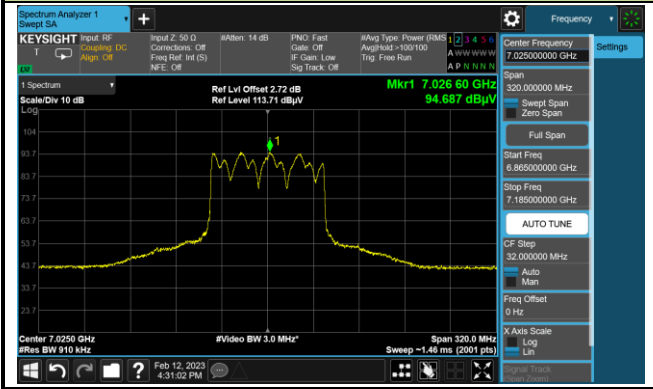 Spectrum Analyzer 1
Swept SA
+
Frequency
KEYSIGHT
Input: RF
Coupling: DC
Align: Off
Input Z: 50 Ω
Corrections: Off
Freq Ref: Int (S)
NFE: Off
#Atten: 14 dB
PNO: Fast
Gate: Off
IF Gain: Low
Sig Track: Off
#Avg Type: Power (RMS)
Avg|Hold:>100/100
Trig: Free Run
1 2 3 4 5 6
A W W W W W
A P N N N N
T
1 Spectrum
Scale/Div 10 dB
Log
Ref Lvl Offset 2.72 dB
Ref Level 113.71 dBµV
Mkr1 7.026 60 GHz
94.687 dBµV
104
93.7
83.7
73.7
63.7
53.7
43.7
33.7
23.7
1
Center 7.0250 GHz
#Res BW 910 kHz
#Video BW 3.0 MHz*
Span 320.0 MHz
Sweep ~1.46 ms (2001 pts)
Center Frequency
7.025000000 GHz
Settings
Span
320.000000 MHz
Swept Span
Zero Span
Full Span
Start Freq
6.865000000 GHz
Stop Freq
7.185000000 GHz
AUTO TUNE
CF Step
32.000000 MHz
Auto
Man
Freq Offset
0 Hz
X Axis Scale
Log
Lin
Signal Track
(Span Zoom)
Feb 12, 2023
4:31:02 PM